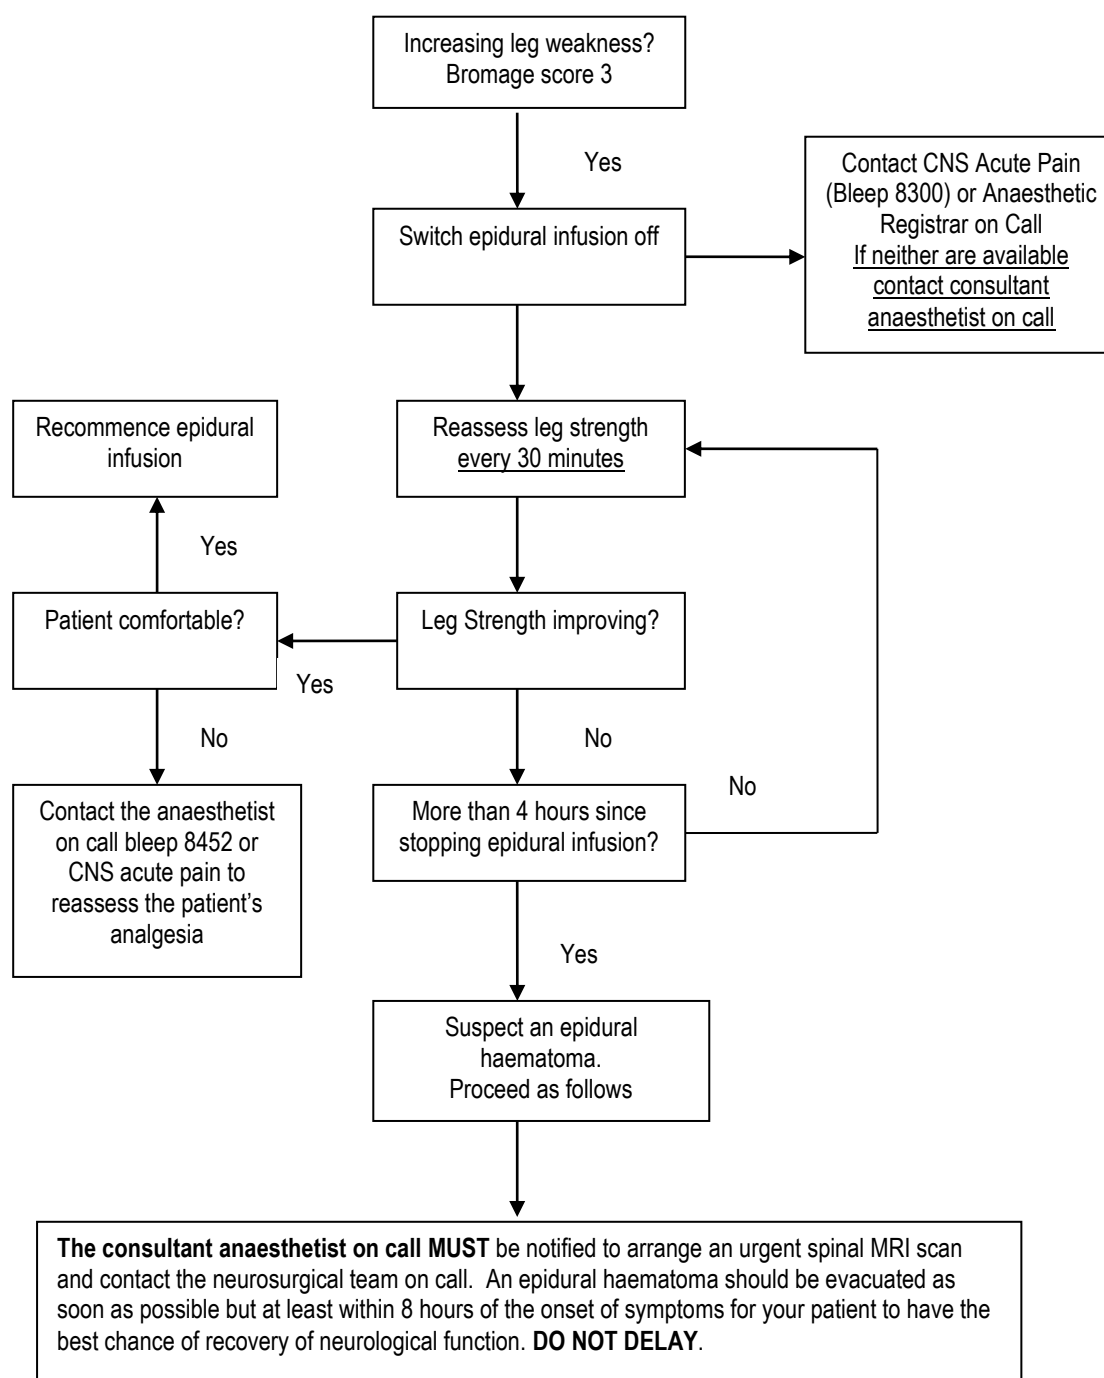 Increasing leg weakness?
Bromage score 3
Yes
Contact CNS Acute Pain
(Bleep 8300) or Anaesthetic
Registrar on Call
If neither are available
contact consultant
anaesthetist on call
Switch epidural infusion off
Recommence epidural
infusion
Reassess leg strength
every 30 minutes
Yes
Patient comfortable?
Leg Strength improving?
Yes
No
No
No
Contact the anaesthetist
on call bleep 8452 or
CNS acute pain to
reassess the patient's
analgesia
More than 4 hours since
stopping epidural infusion?
Yes
Suspect an epidural
haematoma.
Proceed as follows
The consultant anaesthetist on call MUST be notified to arrange an urgent spinal MRI scan
and contact the neurosurgical team on call. An epidural haematoma should be evacuated as
soon as possible but at least within 8 hours of the onset of symptoms for your patient to have the
best chance of recovery of neurological function. DO NOT DELAY.